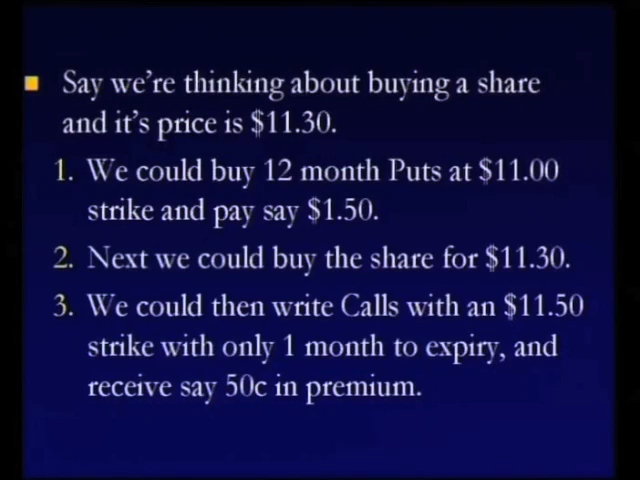 Say we're thinking about buying a share
and it's price is $11.30.
1. We could buy 12 month Puts at $11.00
strike and pay say $1.50.
2. Next we could buy the share for $11.30.
3. We could then write Calls with an $11.50
strike with only 1 month to expiry, and
receive say 50c in premium.